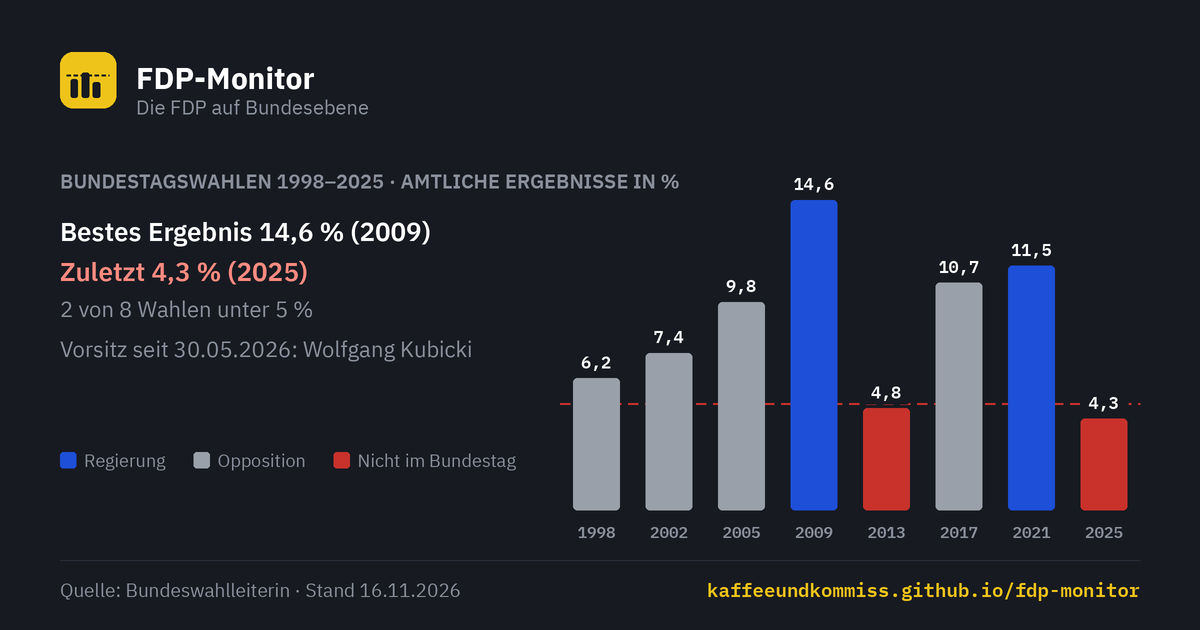 FDP-Monitor
Die FDP auf Bundesebene
BUNDESTAGSWAHLEN 1998–2025 · AMTLICHE ERGEBNISSE IN %
Bestes Ergebnis 14,6 % (2009)
Zuletzt 4,3 % (2025)
2 von 8 Wahlen unter 5 %
Vorsitz seit 30.05.2026: Wolfgang Kubicki
Regierung Opposition Nicht im Bundestag
6,2 7,4 9,8 14,6 4,8 10,7 11,5 4,3
1998 2002 2005 2009 2013 2017 2021 2025
Quelle: Bundeswahlleiterin · Stand 16.11.2026
kaffeeundkommiss.github.io/fdp-monitor